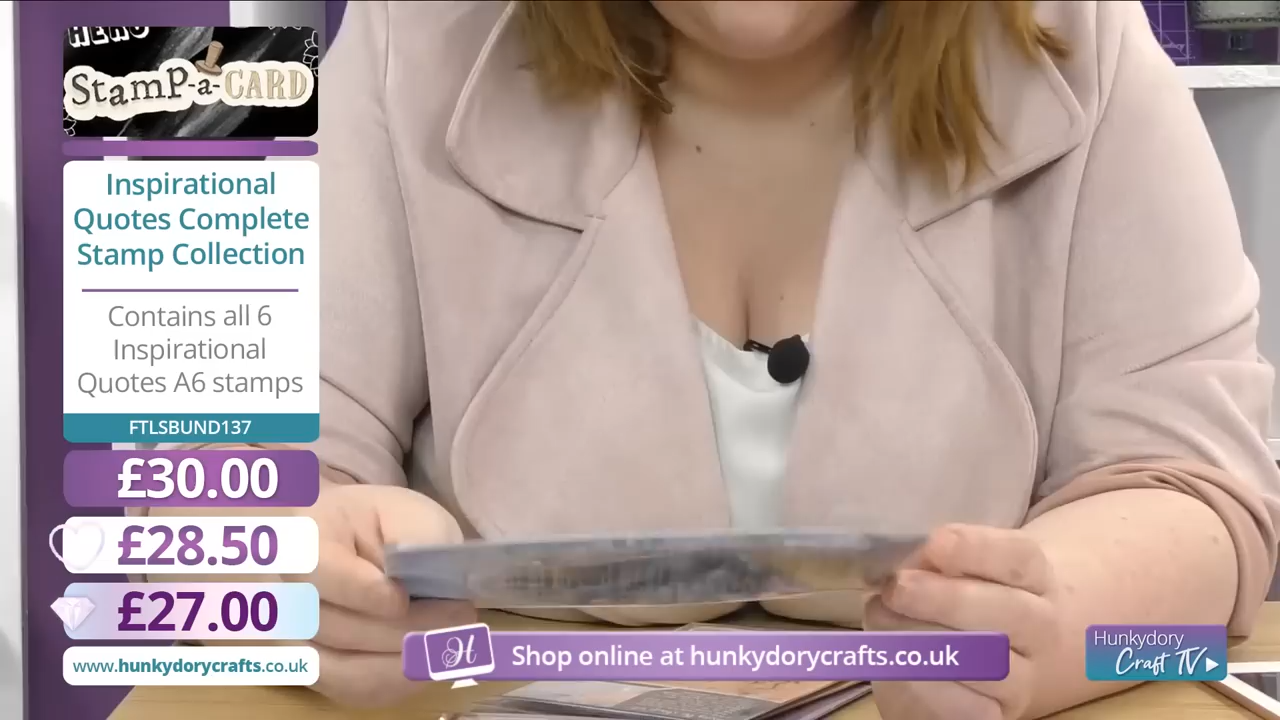 HERO
Stamp-a-CARD
Inspirational
Quotes Complete
Stamp Collection
Contains all 6
Inspirational
Quotes A6 stamps
FTLSBUND137
£30.00
£28.50
£27.00
www.hunkydorycrafts.co.uk
H
Shop online at hunkydorycrafts.co.uk
Hunkydory
Craft TV